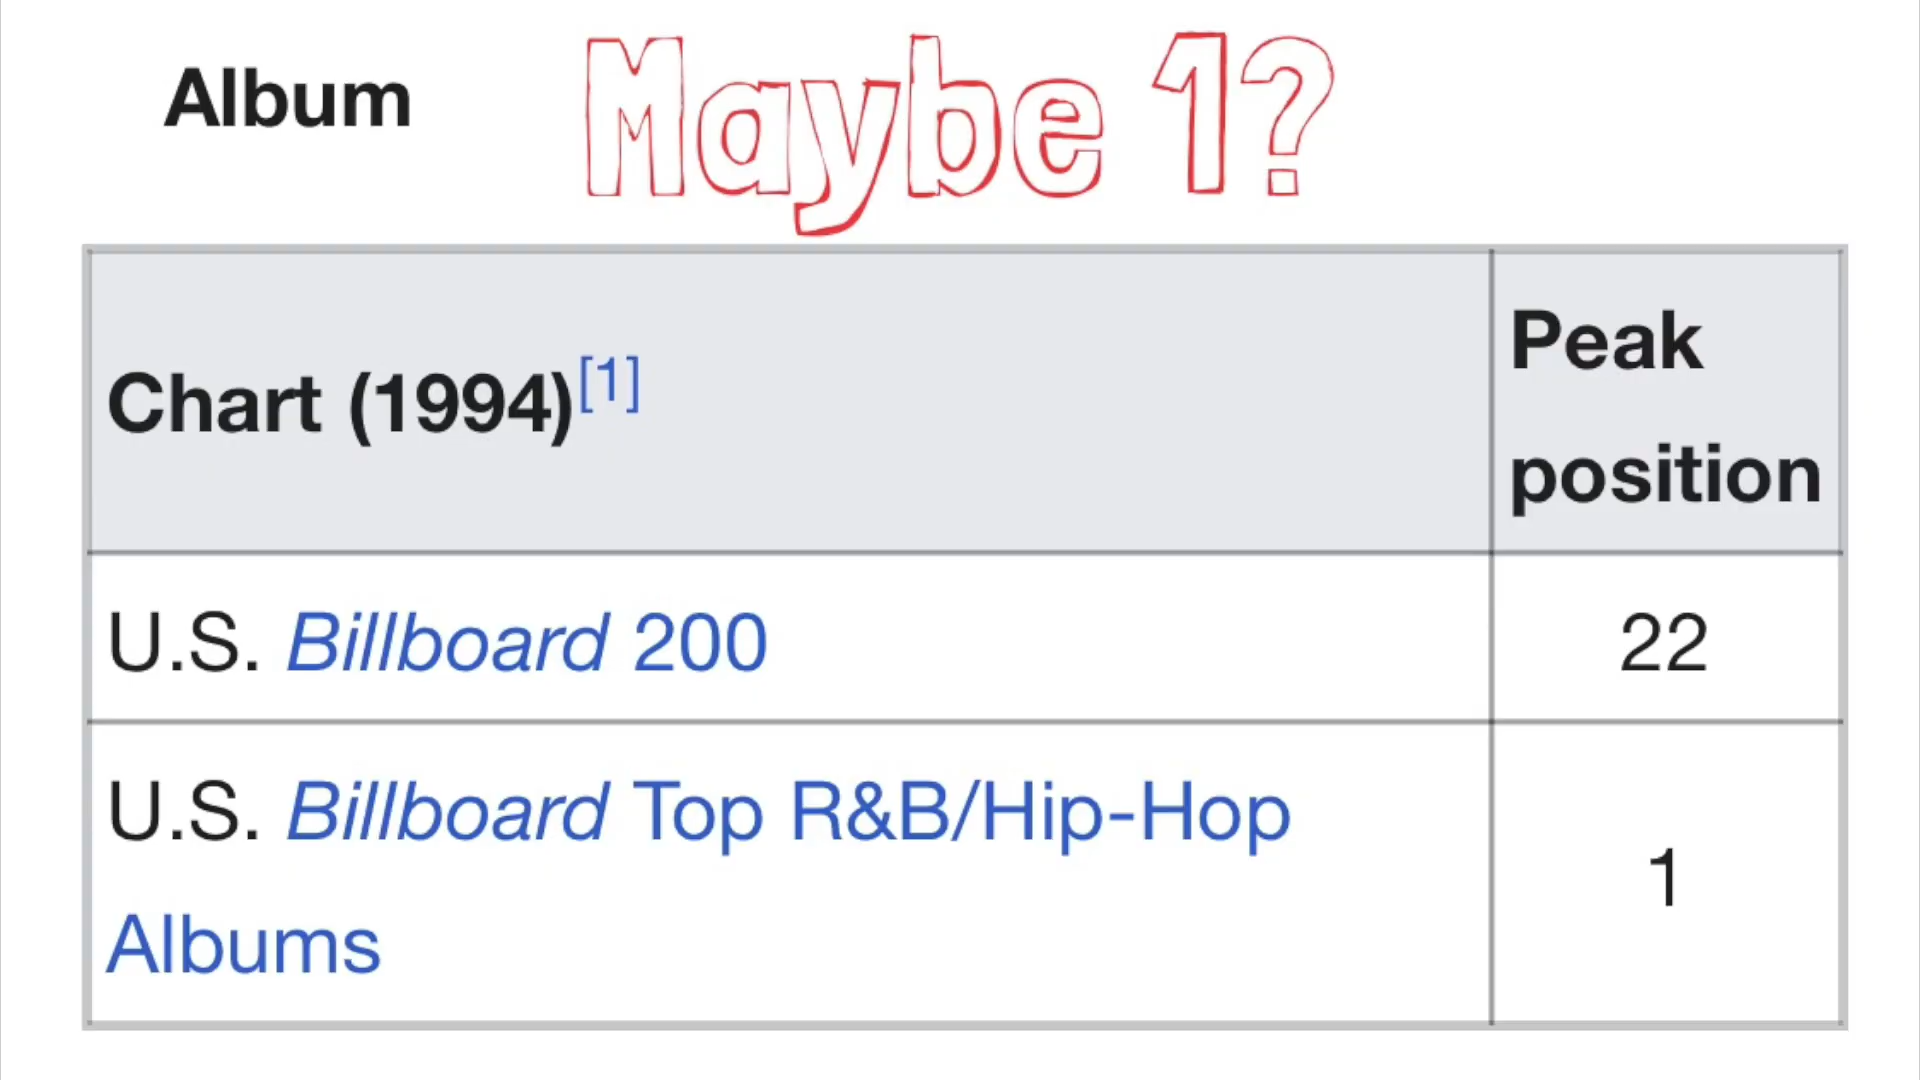 Album
Maybe 1?
Chart (1994)[1]
Peak
position
U.S. Billboard 200
22
U.S. Billboard Top R&B/Hip-Hop
Albums
1